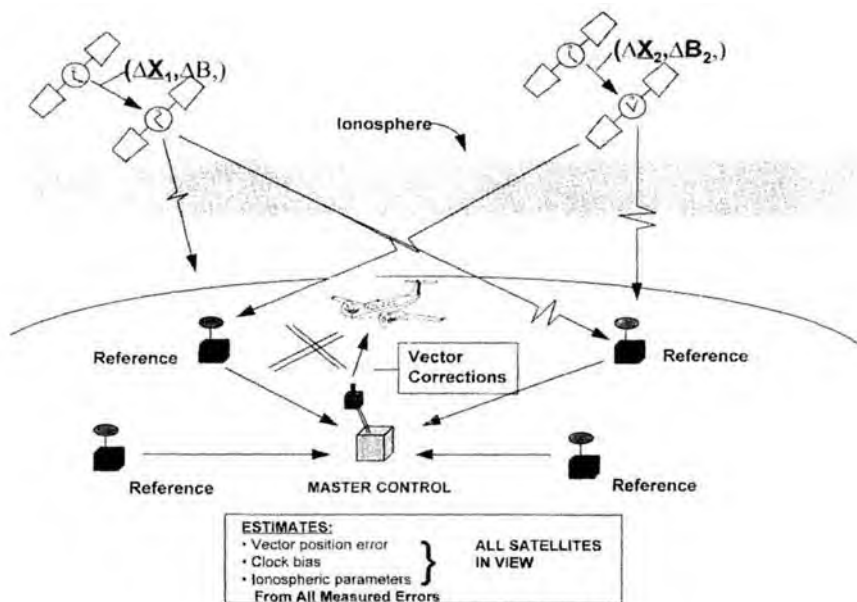 (ΔX₁,ΔB,)
(ΔX₂,ΔB₂,)
Ionosphere
Reference
Vector
Corrections
Reference
Reference
MASTER CONTROL
Reference
ESTIMATES:
• Vector position error
• Clock bias
• Ionospheric parameters
ALL SATELLITES
IN VIEW
From All Measured Errors